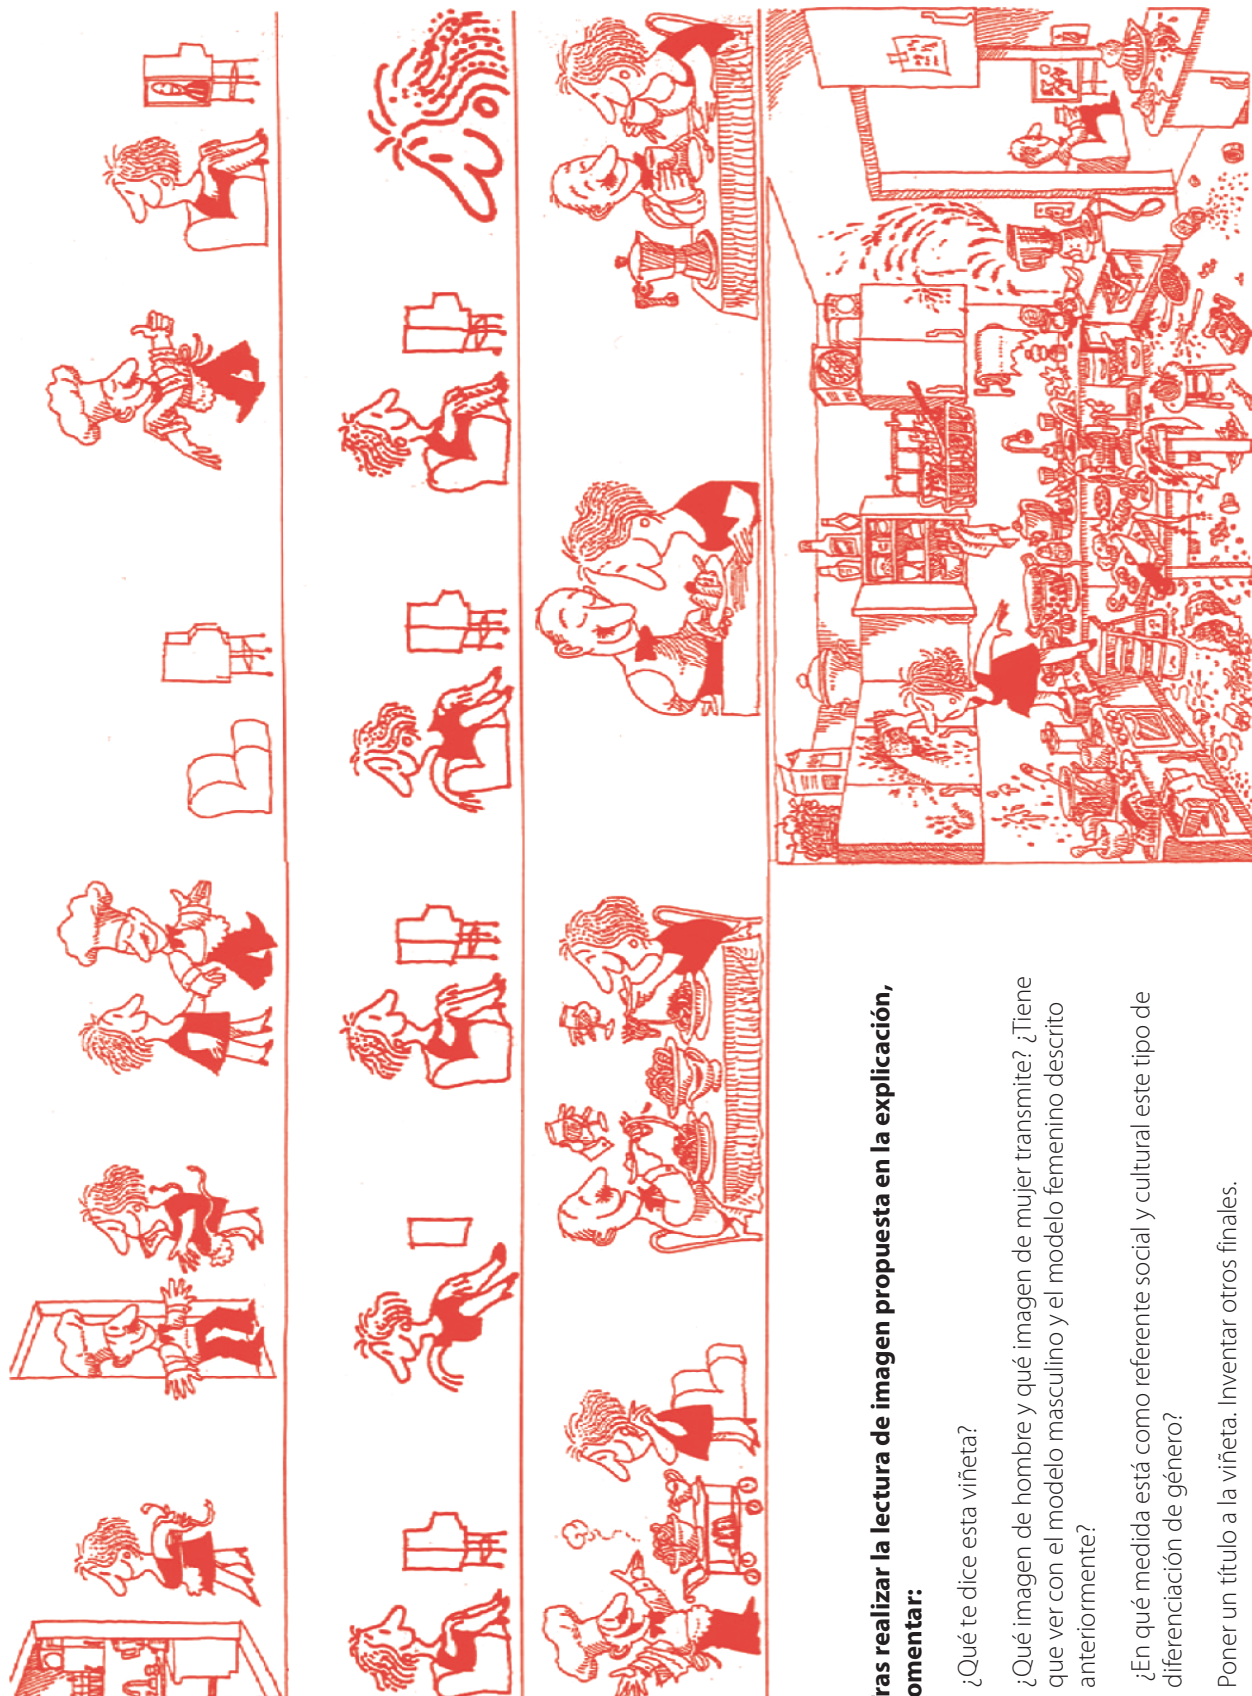 ras realizar la lectura de imagen propuesta en la explicación,
omentar:
¿Qué te dice esta viñeta?
¿Qué imagen de hombre y qué imagen de mujer transmite? ¿Tiene
que ver con el modelo masculino y el modelo femenino descrito
anteriormente?
¿En qué medida está como referente social y cultural este tipo de
diferenciación de género?
Poner un título a la viñeta. Inventar otros finales.